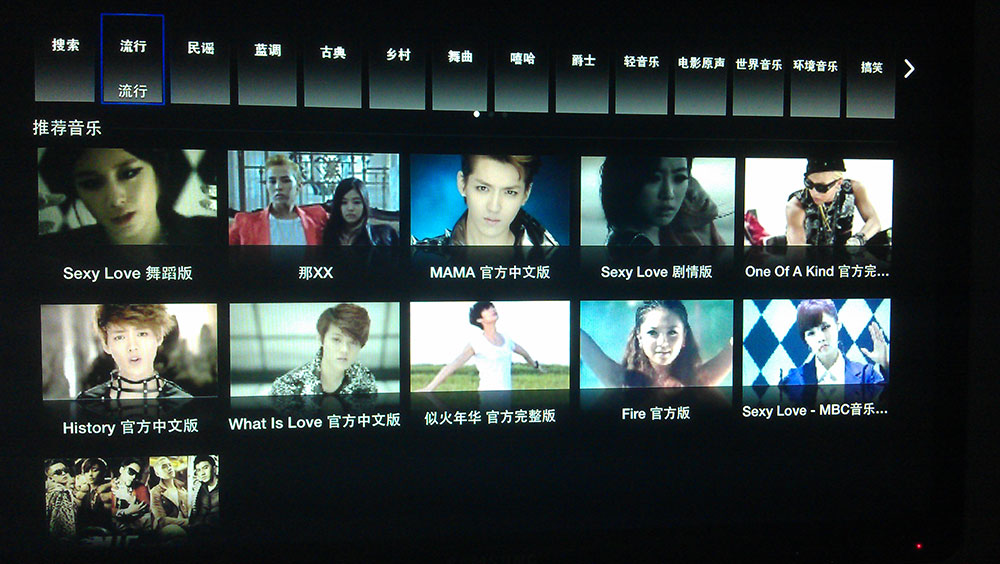 搜索
流行
民谣
蓝调
古典
乡村
舞曲
嘻哈
爵士
轻音乐
电影原声
世界音乐
环境音乐
搞笑
流行
推荐音乐
Sexy Love 舞蹈版
那XX
MAMA 官方中文版
Sexy Love 剧情版
One Of A Kind 官方完...
History 官方中文版
What Is Love 官方中文版
似火年华 官方完整版
Fire 官方版
Sexy Love - MBC音乐...